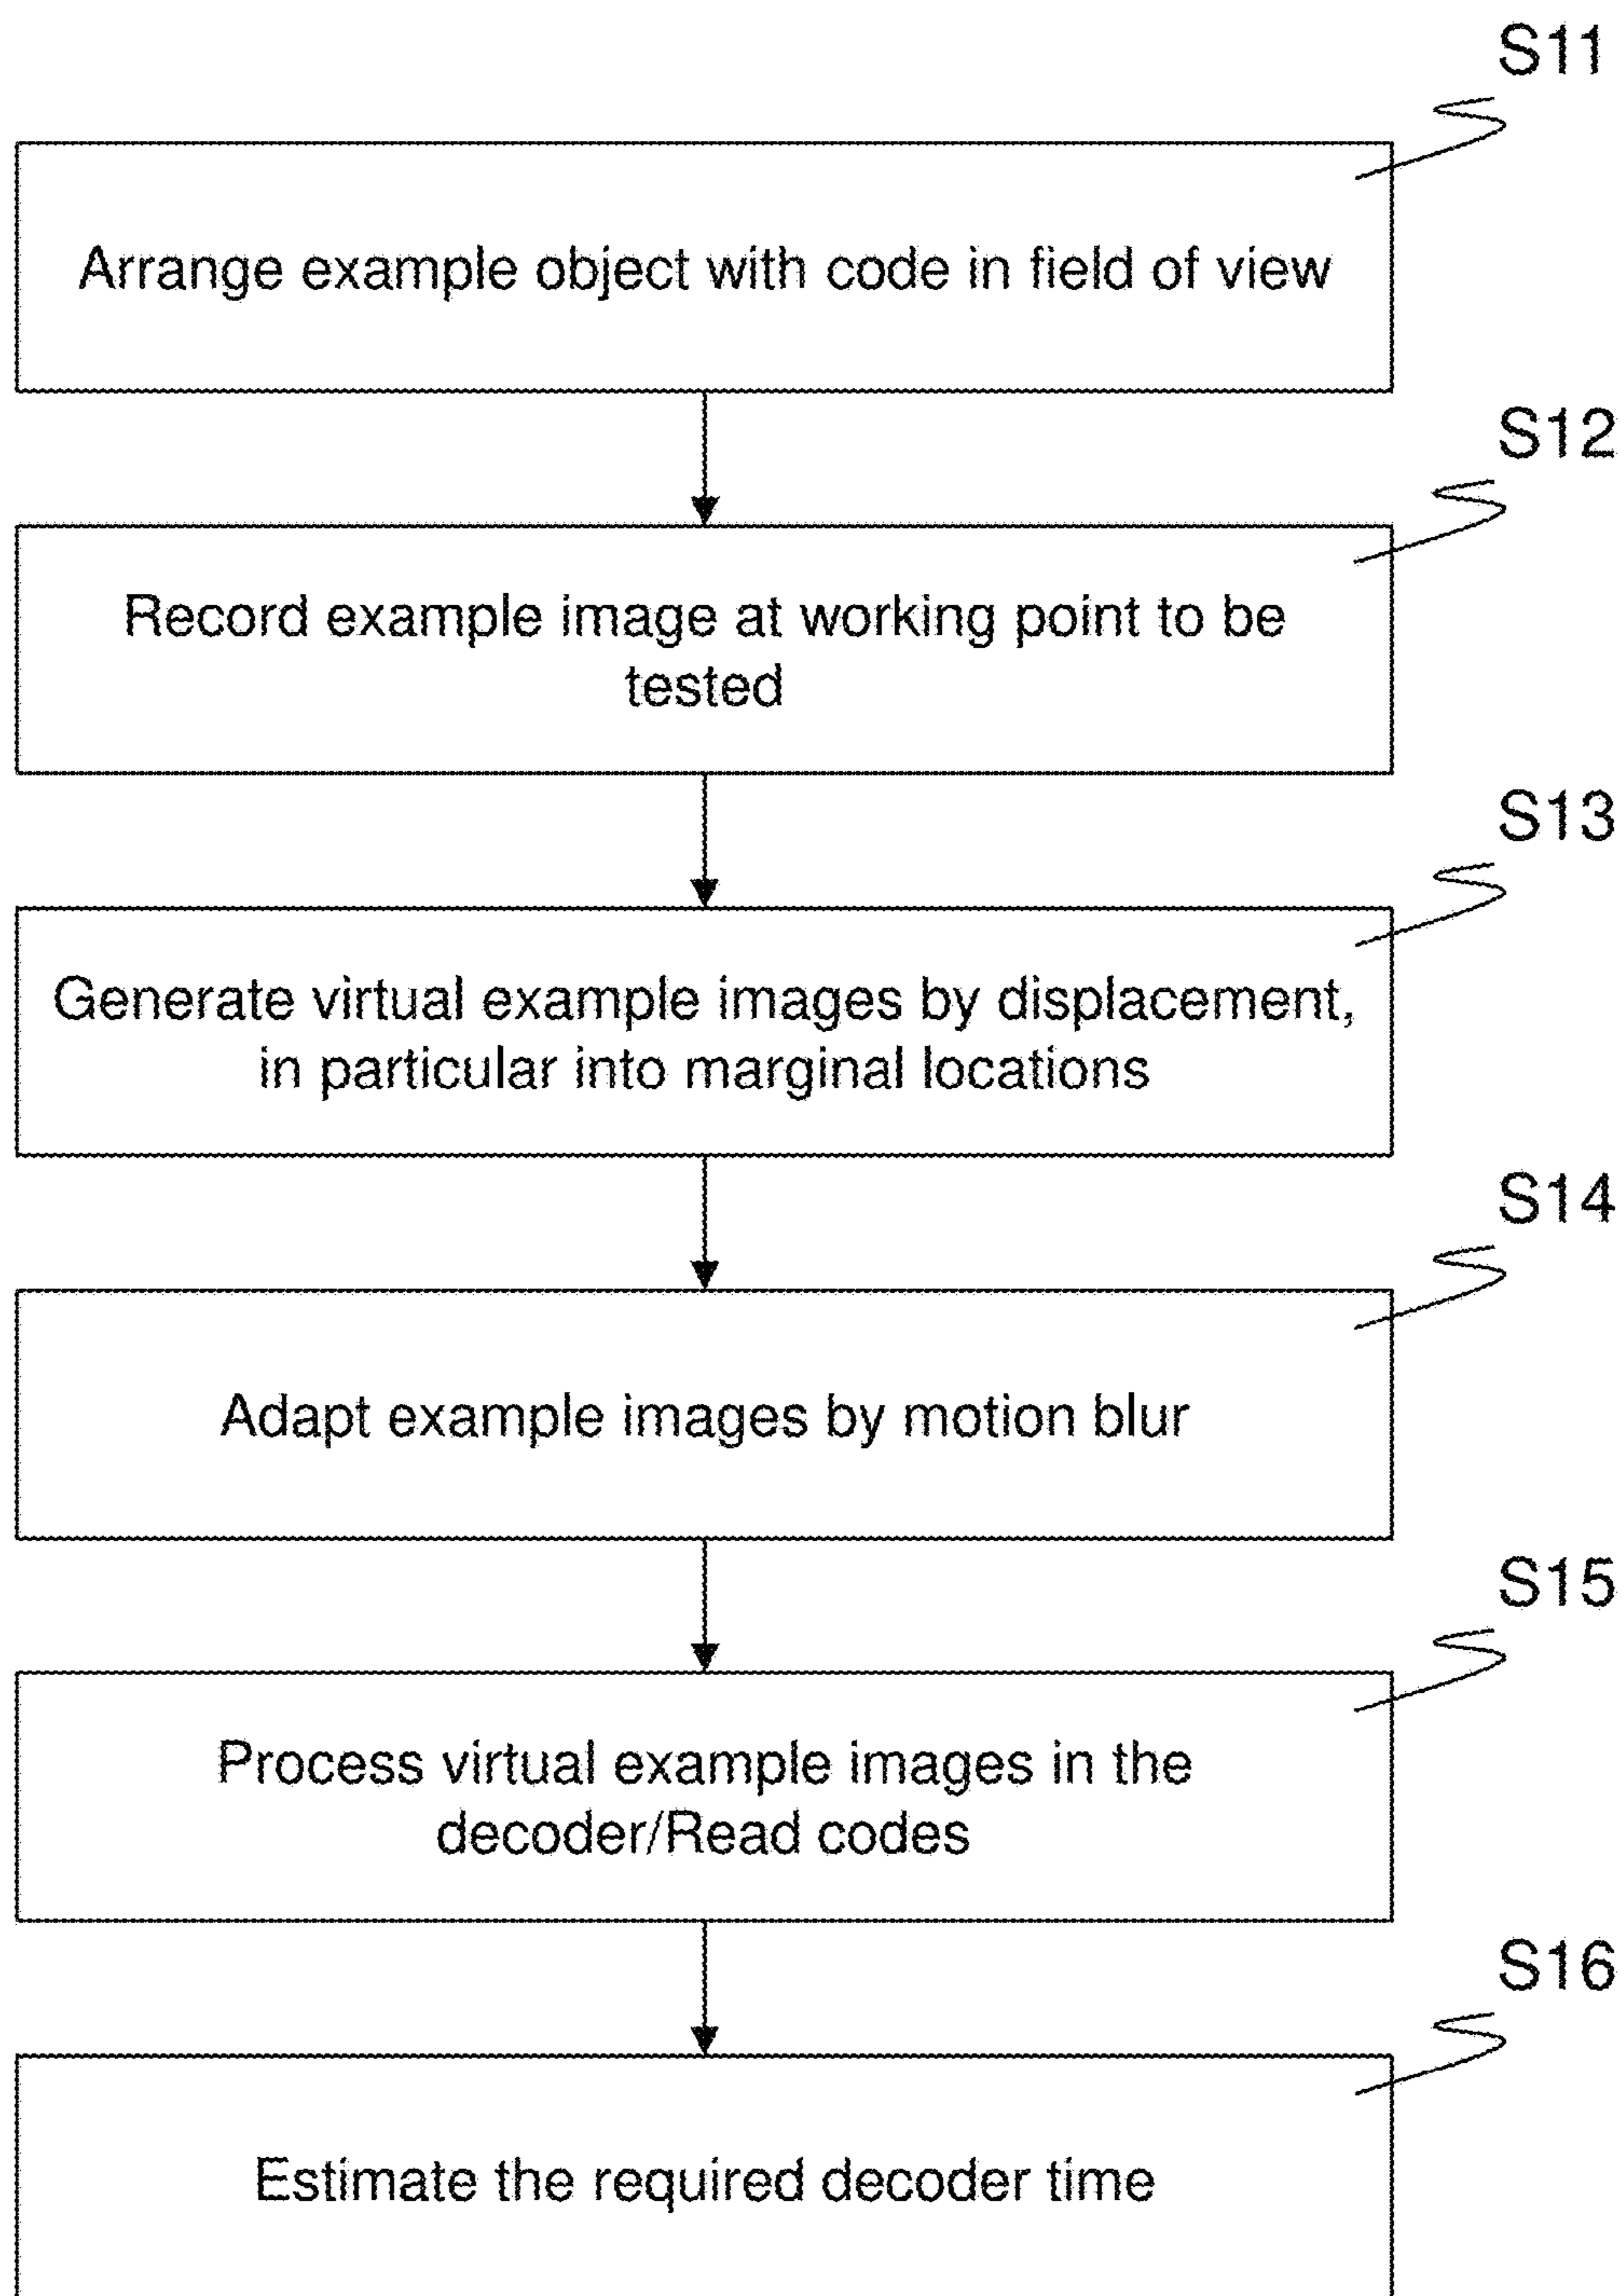 S11
Arrange example object with code in field of view
S12
Record example image at working point to be
tested
S13
Generate virtual example images by displacement,
in particular into marginal locations
S14
Adapt example images by motion blur
S15
Process virtual example images in the
decoder/Read codes
S16
Estimate the required decoder time